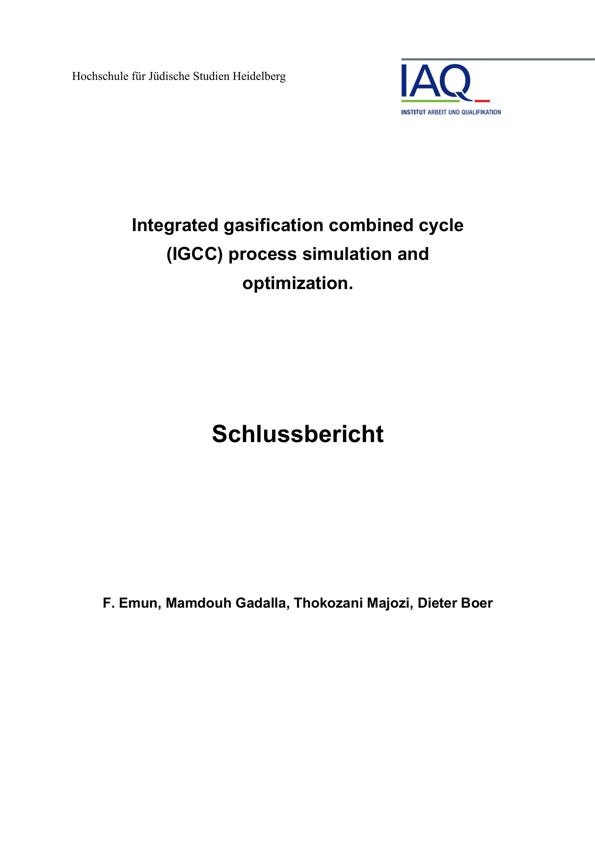 Hochschule für Jüdische Studien Heidelberg
IAQ
INSTITUT ARBEIT UND QUALIFIKATION
Integrated gasification combined cycle
(IGCC) process simulation and
optimization.
Schlussbericht
F. Emun, Mamdouh Gadalla, Thokozani Majozi, Dieter Boer